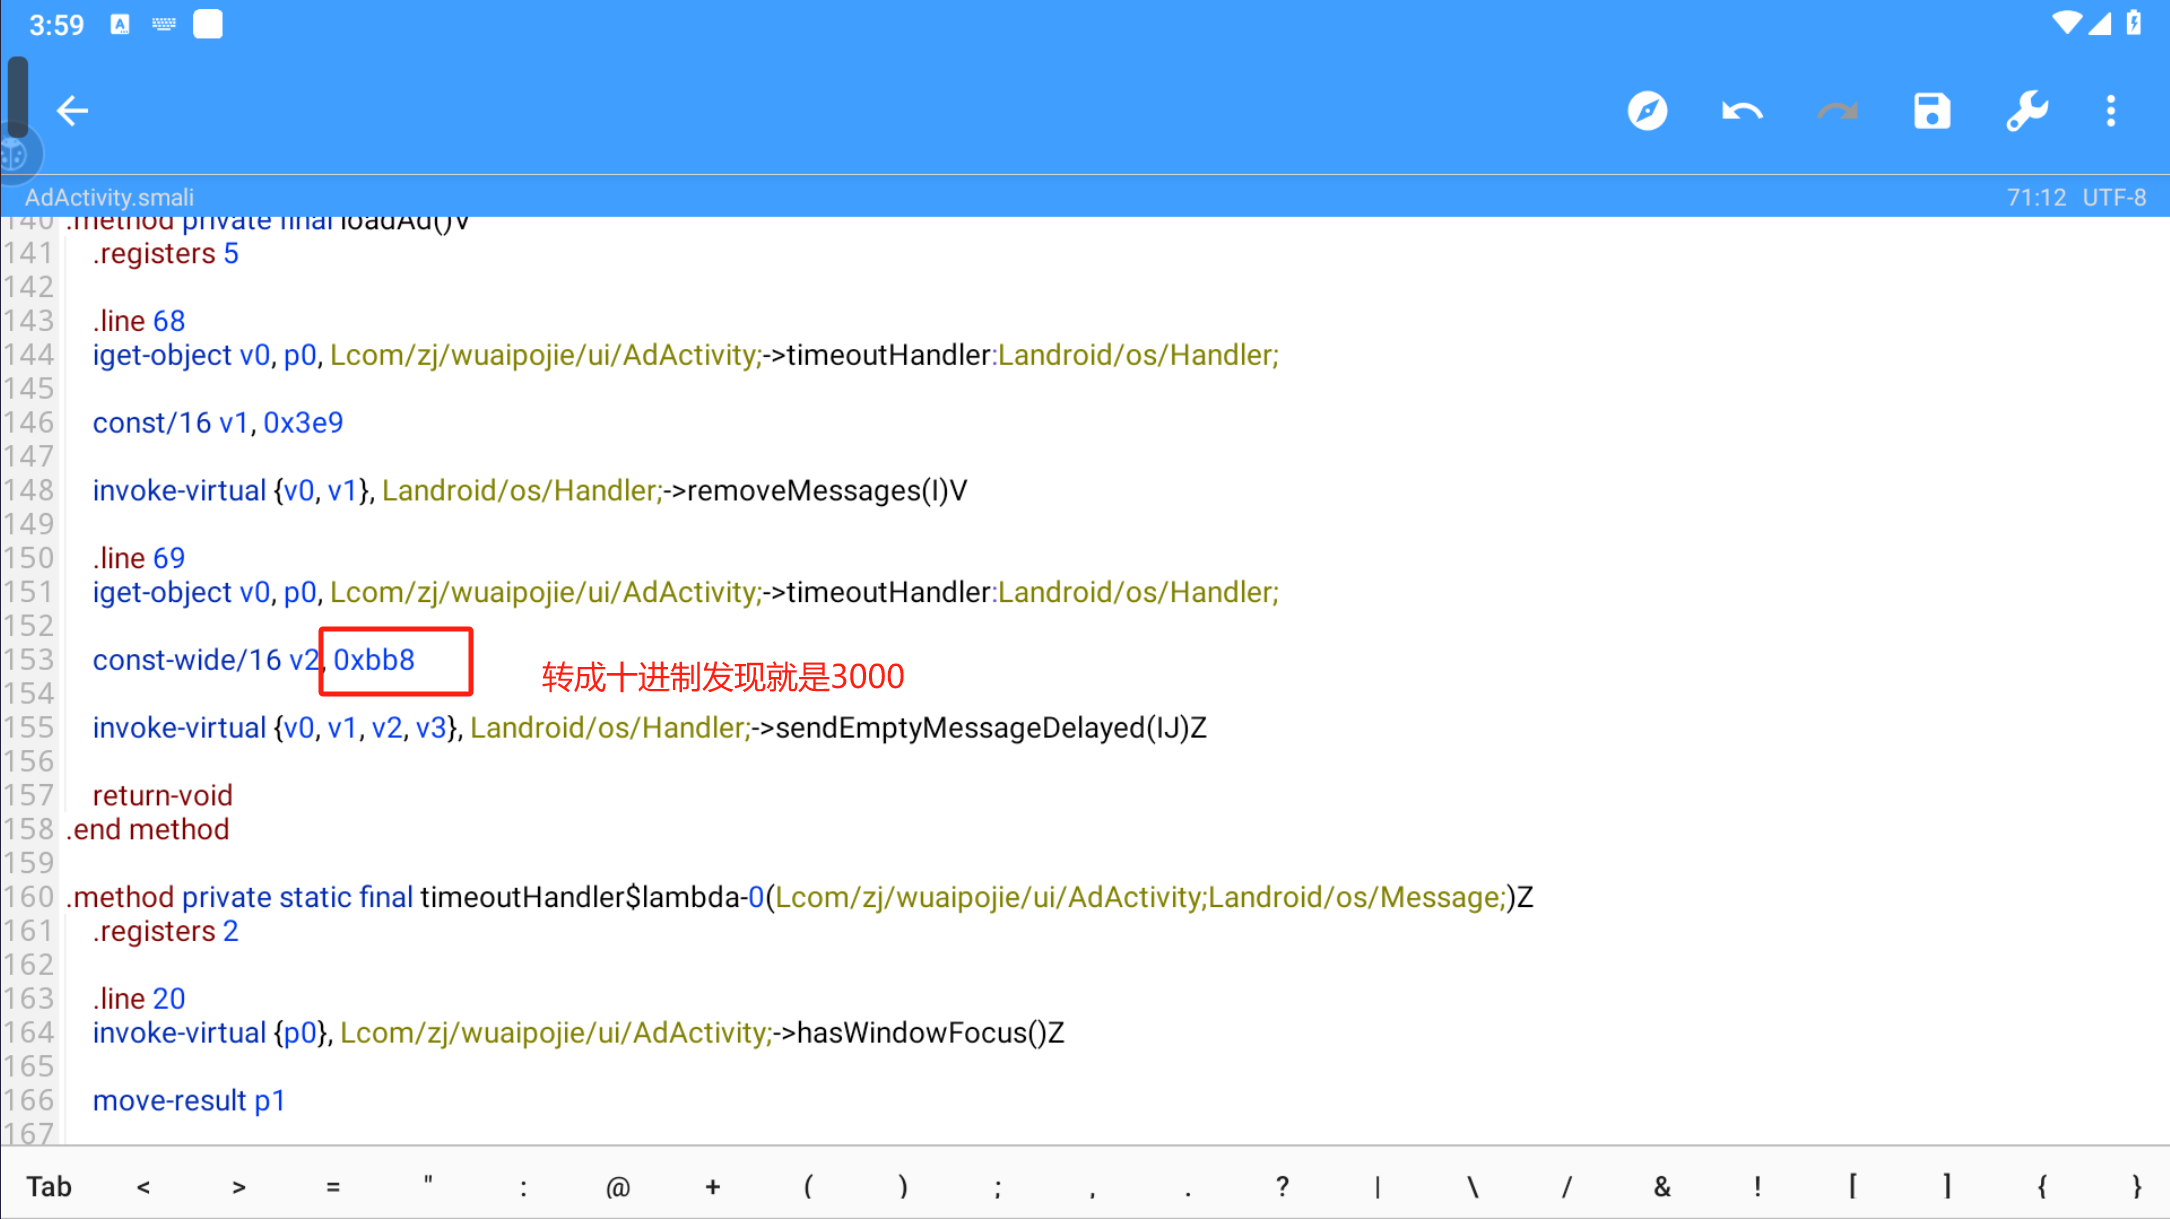 3:59
AdActivity.smali
71:12 UTF-8
140 .method private final loadAd()V
141 .registers 5
142
143 .line 68
144 iget-object v0, p0, Lcom/zj/wuaipojie/ui/AdActivity;->timeoutHandler:Landroid/os/Handler;
145
146 const/16 v1, 0x3e9
147
148 invoke-virtual {v0, v1}, Landroid/os/Handler;->removeMessages(I)V
149
150 .line 69
151 iget-object v0, p0, Lcom/zj/wuaipojie/ui/AdActivity;->timeoutHandler:Landroid/os/Handler;
152
153 const-wide/16 v2, 0xbb8
转成十进制发现就是3000
154
155 invoke-virtual {v0, v1, v2, v3}, Landroid/os/Handler;->sendEmptyMessageDelayed(IJ)Z
156
157 return-void
158 .end method
159
160 .method private static final timeoutHandler$lambda-0(Lcom/zj/wuaipojie/ui/AdActivity;Landroid/os/Message;)Z
161 .registers 2
162
163 .line 20
164 invoke-virtual {p0}, Lcom/zj/wuaipojie/ui/AdActivity;->hasWindowFocus()Z
165
166 move-result p1
167
Tab < > = " : @ + ( ) ; , . ? | \ / & ! [ ] { }